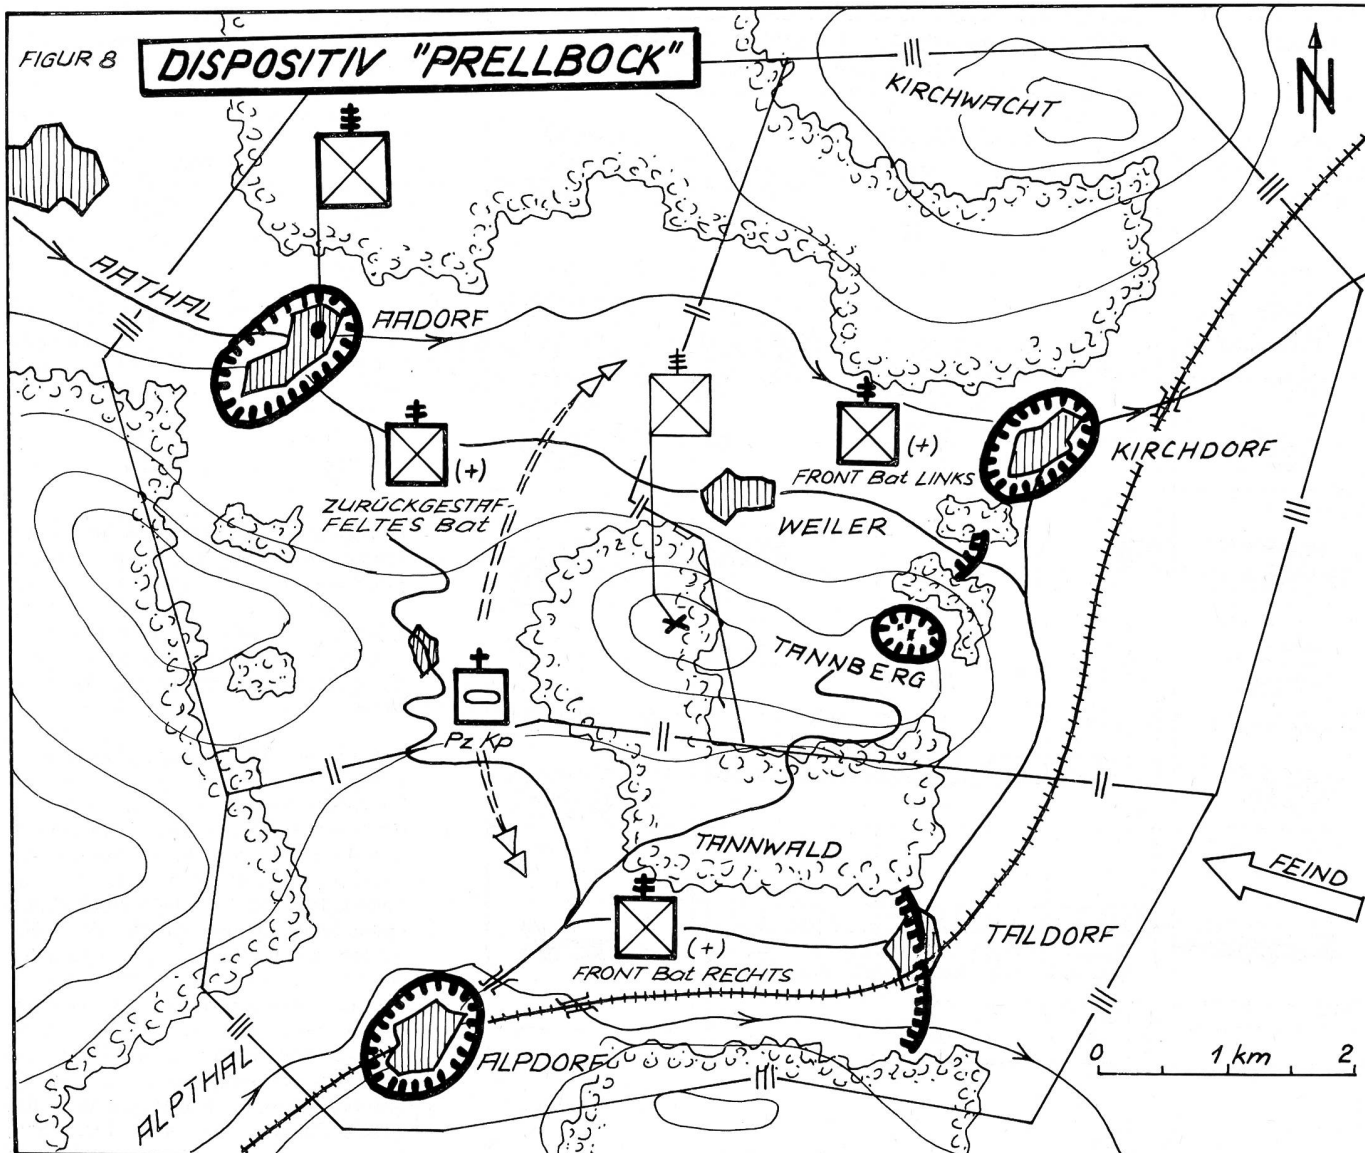 FIGUR 8
DISPOSITIV "PRELLBOCK"
N
KIRCHWACHT
AATHAL
AADORF
(+)
ZURÜCKGESTAF-
FELTES Bat
(+)
FRONT Bat LINKS
KIRCHDORF
WEILER
TANNBERG
Pz Kp
TANNWALD
FEIND
(+)
FRONT Bat RECHTS
TALDORF
ALPDORF
ALPTHAL
0 1 km 2